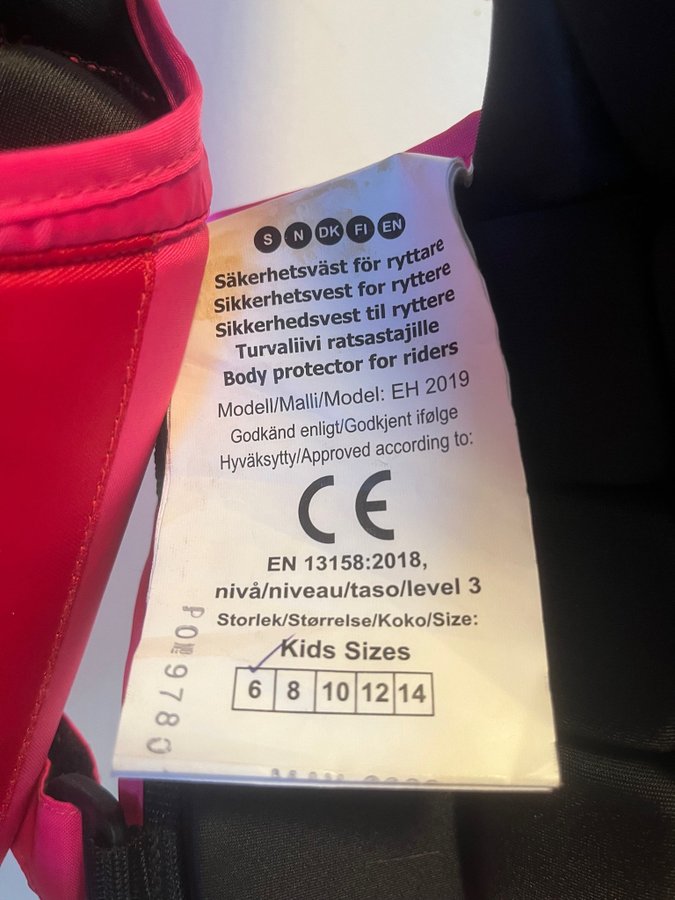 S N DK FI EN
Säkerhetsväst för ryttare
Sikkerhetsvest for ryttere
Sikkerhedsvest til ryttere
Turvaliivi ratsastajille
Body protector for riders
Modell/Malli/Model: EH 2019
Godkänd enligt/Godkjent ifølge
Hyväksytty/Approved according to:
CE
EN 13158:2018,
nivå/niveau/taso/level 3
Storlek/Størrelse/Koko/Size:
Kids Sizes
6 8 10 12 14
PO№9780